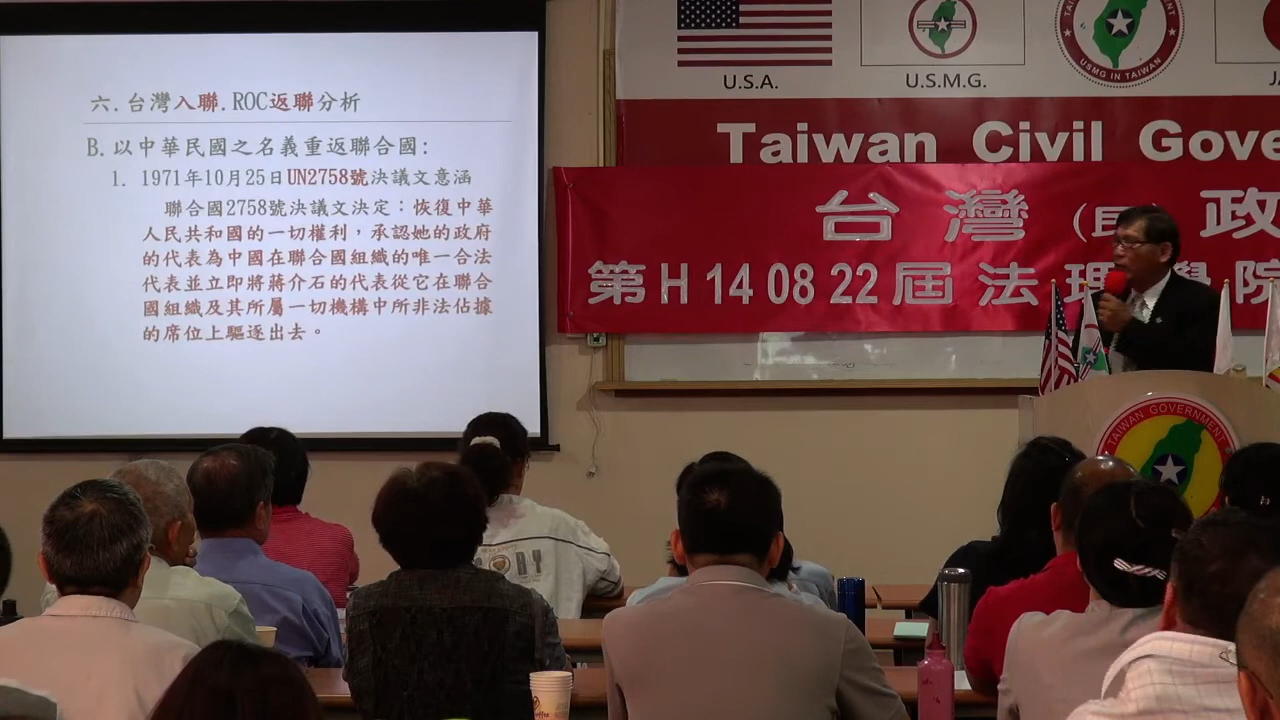 六.台灣入聯.ROC返聯分析
B.以中華民國之名義重返聯合國:
1. 1971年10月25日UN2758號決議文意涵
聯合國2758號決議文決定：恢復中華
人民共和國的一切權利，承認她的政府
的代表為中國在聯合國組織的唯一合法
代表並立即將蔣介石的代表從它在聯合
國組織及其所屬一切機構中所非法佔據
的席位上驅逐出去。
U.S.A.
U.S.M.G.
USMG IN TAIWAN
JA
Taiwan Civil Gove
台灣（民）政
第H 14 08 22屆法理學院
TAIWAN GOVERNMENT